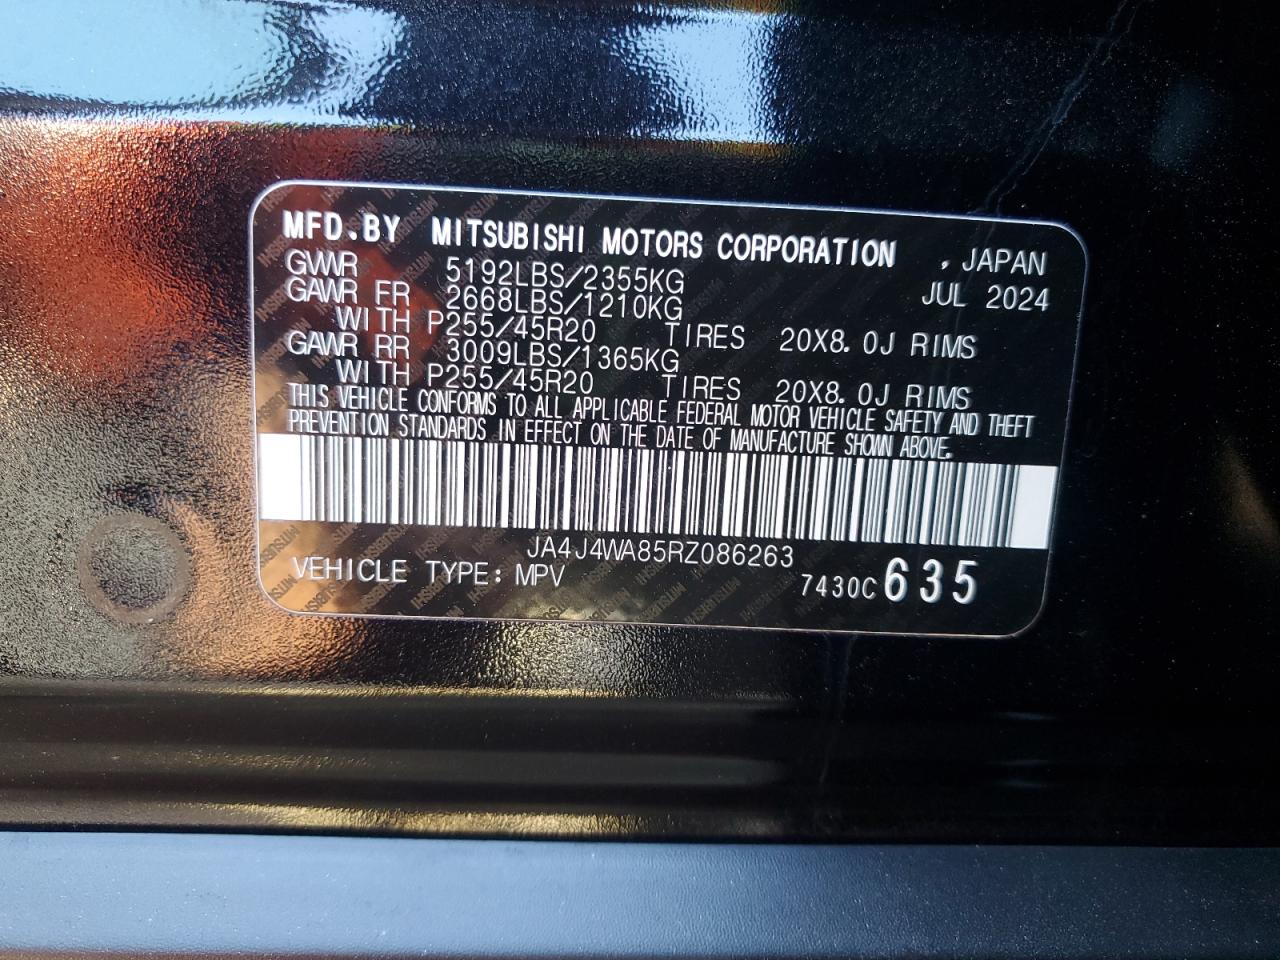 MFD.BY MITSUBISHI MOTORS CORPORATION , JAPAN
GVWR 5192LBS/2355KG JUL 2024
GAWR FR 2668LBS/1210KG
WITH P255/45R20 TIRES 20X8.0J RIMS
GAWR RR 3009LBS/1365KG
WITH P255/45R20 TIRES 20X8.0J RIMS
THIS VEHICLE CONFORMS TO ALL APPLICABLE FEDERAL MOTOR VEHICLE SAFETY AND THEFT
PREVENTION STANDARDS IN EFFECT ON THE DATE OF MANUFACTURE SHOWN ABOVE.
JA4J4WA85RZ086263
VEHICLE TYPE: MPV 7430C 635